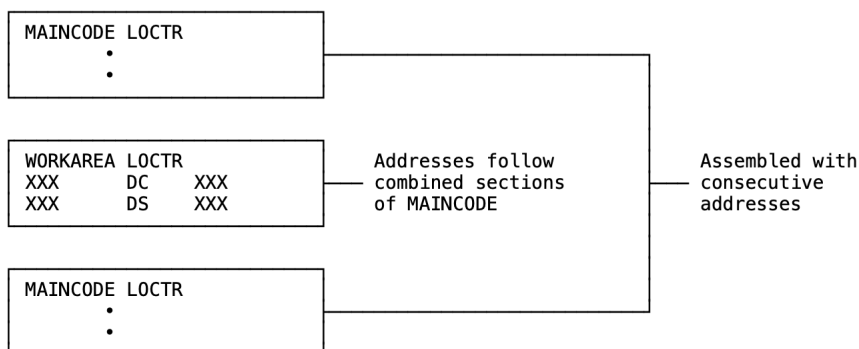 MAINCODE LOCTR
•
•
WORKAREA LOCTR
XXX DC XXX
XXX DS XXX
Addresses follow
combined sections
of MAINCODE
Assembled with
consecutive
addresses
MAINCODE LOCTR
•
•